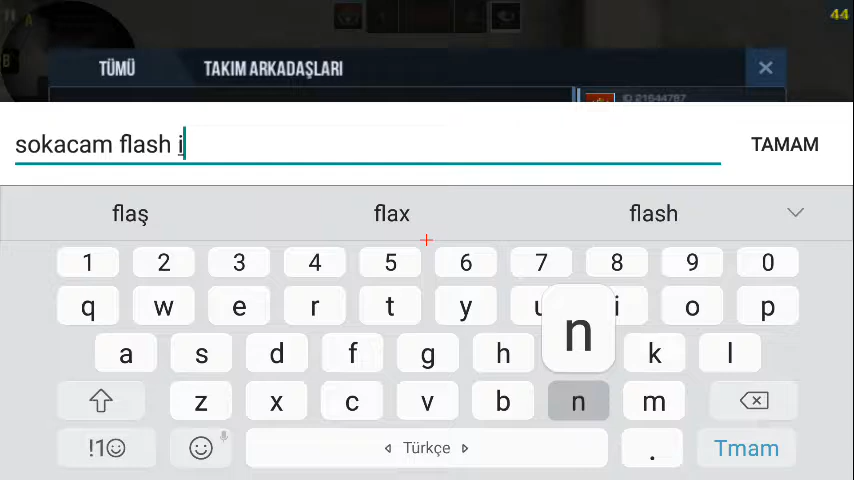 A
44
B
TÜMÜ TAKIM ARKADAŞLARI
ID:21644787
sokacam flash i
TAMAM
flaş flax flash
1 2 3 4 5 6 7 8 9 0
q w e r t y u i o p
a s d f g h n k l
z x c v b n m
!1 Türkçe . Tmam